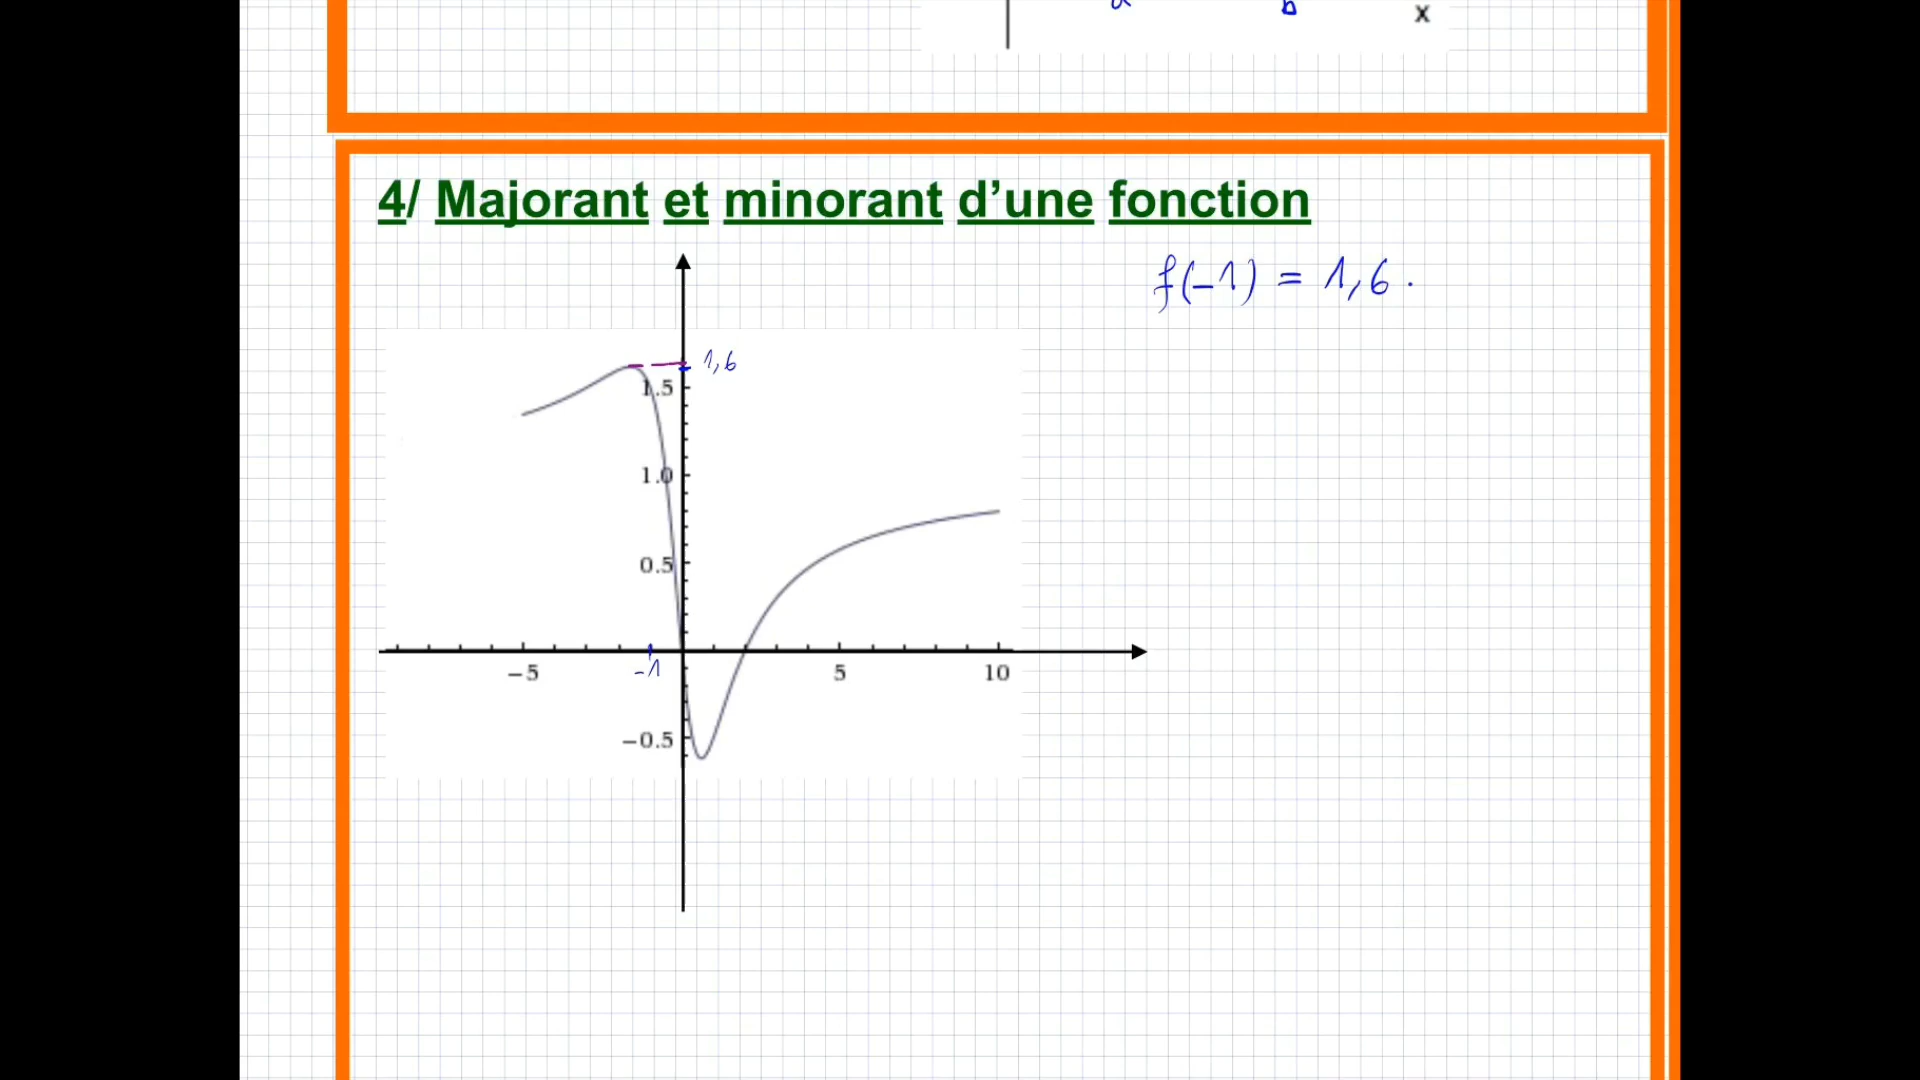 b x
4/ Majorant et minorant d’une fonction
f(-1) = 1,6 .
1,6
1.5
1.0
0.5
−5 -1 5 10
−0.5